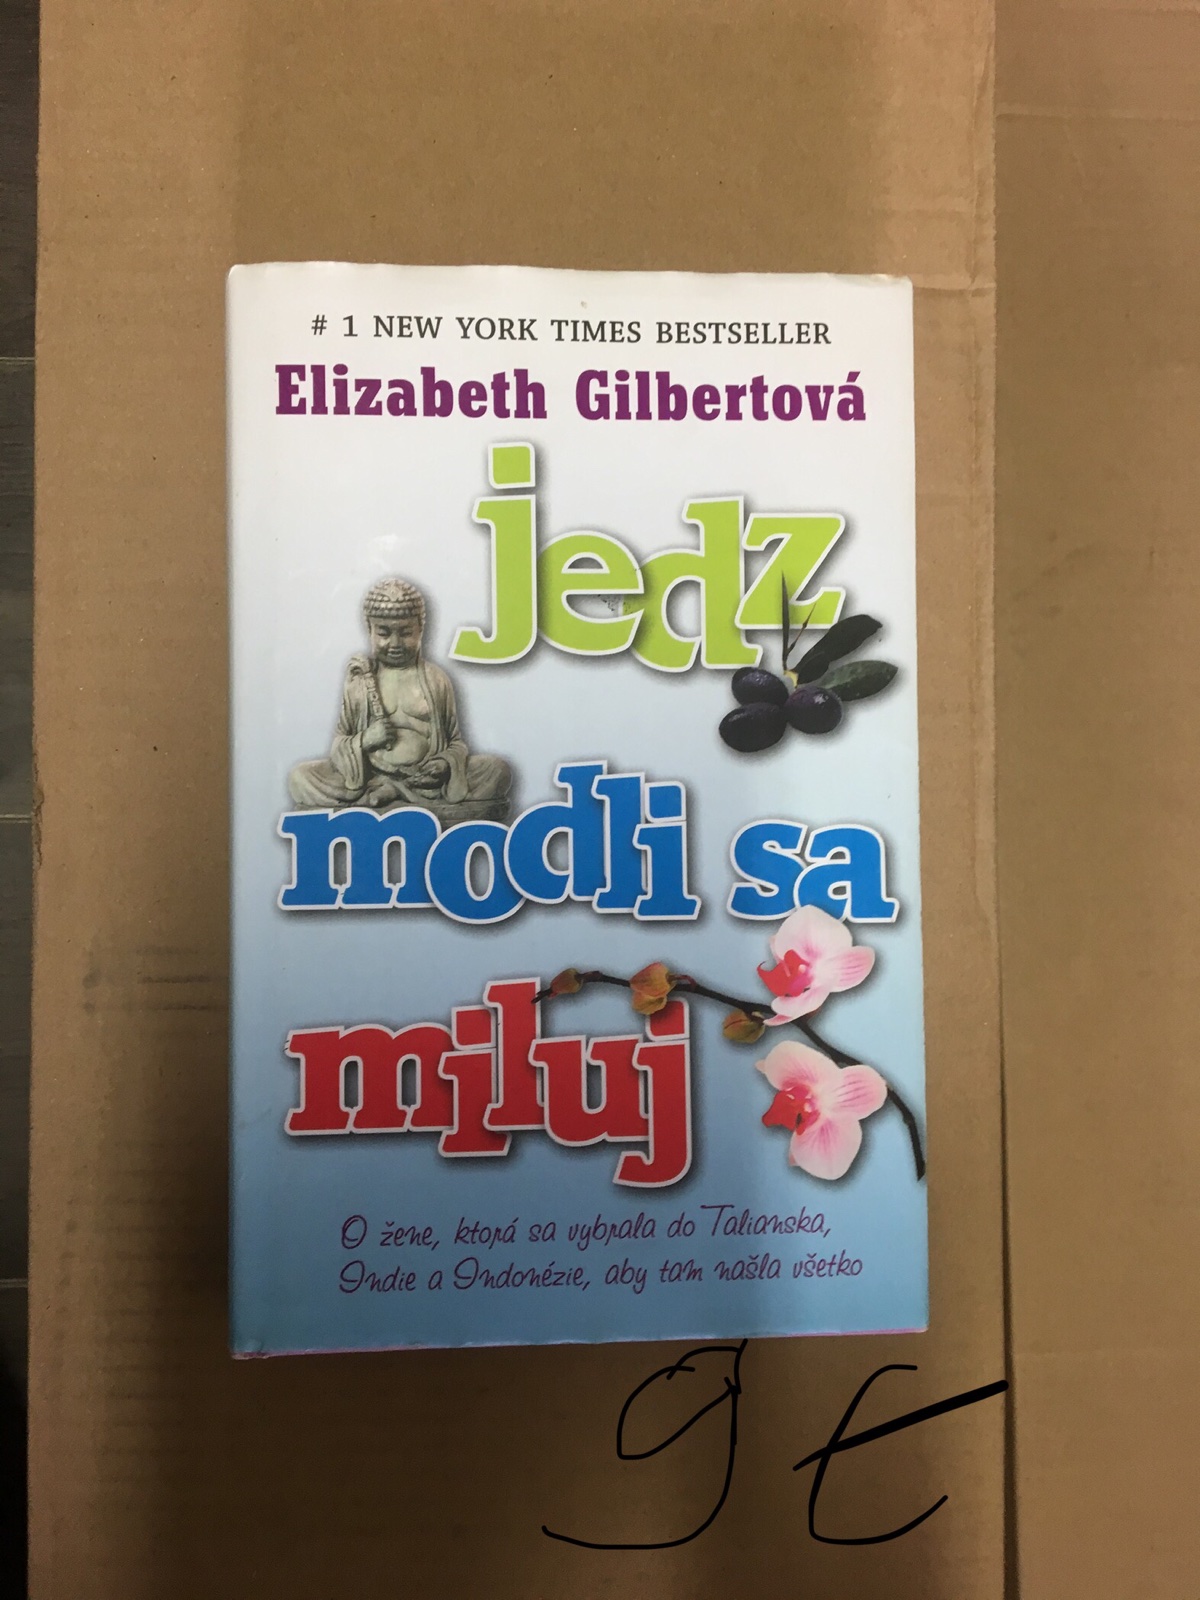 # 1 NEW YORK TIMES BESTSELLER
Elizabeth Gilbertová
jedz
modli sa
miluj
O žene, ktorá sa vybrala do Talianska,
Indie a Indonézie, aby tam našla všetko
9 €